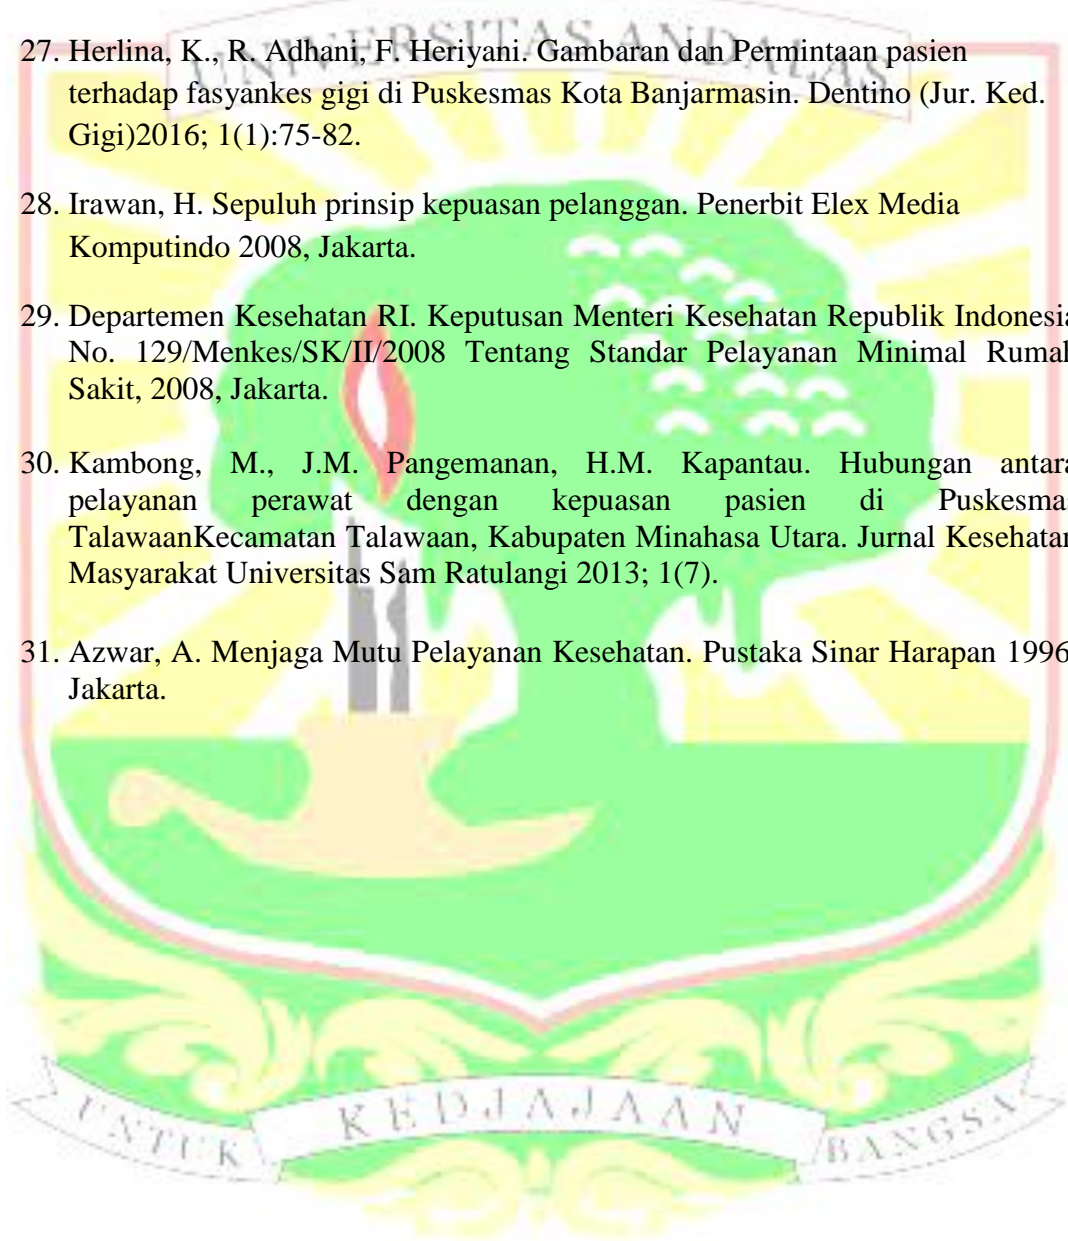 UNIVERSITAS ANDALAS
27. Herlina, K., R. Adhani, F. Heriyani. Gambaran dan Permintaan pasien
terhadap fasyankes gigi di Puskesmas Kota Banjarmasin. Dentino (Jur. Ked.
Gigi)2016; 1(1):75-82.
28. Irawan, H. Sepuluh prinsip kepuasan pelanggan. Penerbit Elex Media
Komputindo 2008, Jakarta.
29. Departemen Kesehatan RI. Keputusan Menteri Kesehatan Republik Indonesia
No. 129/Menkes/SK/II/2008 Tentang Standar Pelayanan Minimal Rumah
Sakit, 2008, Jakarta.
30. Kambong, M., J.M. Pangemanan, H.M. Kapantau. Hubungan antara
pelayanan perawat dengan kepuasan pasien di Puskesmas
TalawaanKecamatan Talawaan, Kabupaten Minahasa Utara. Jurnal Kesehatan
Masyarakat Universitas Sam Ratulangi 2013; 1(7).
31. Azwar, A. Menjaga Mutu Pelayanan Kesehatan. Pustaka Sinar Harapan 1996,
Jakarta.
UNTUK KEDJAJAAN BANGSA